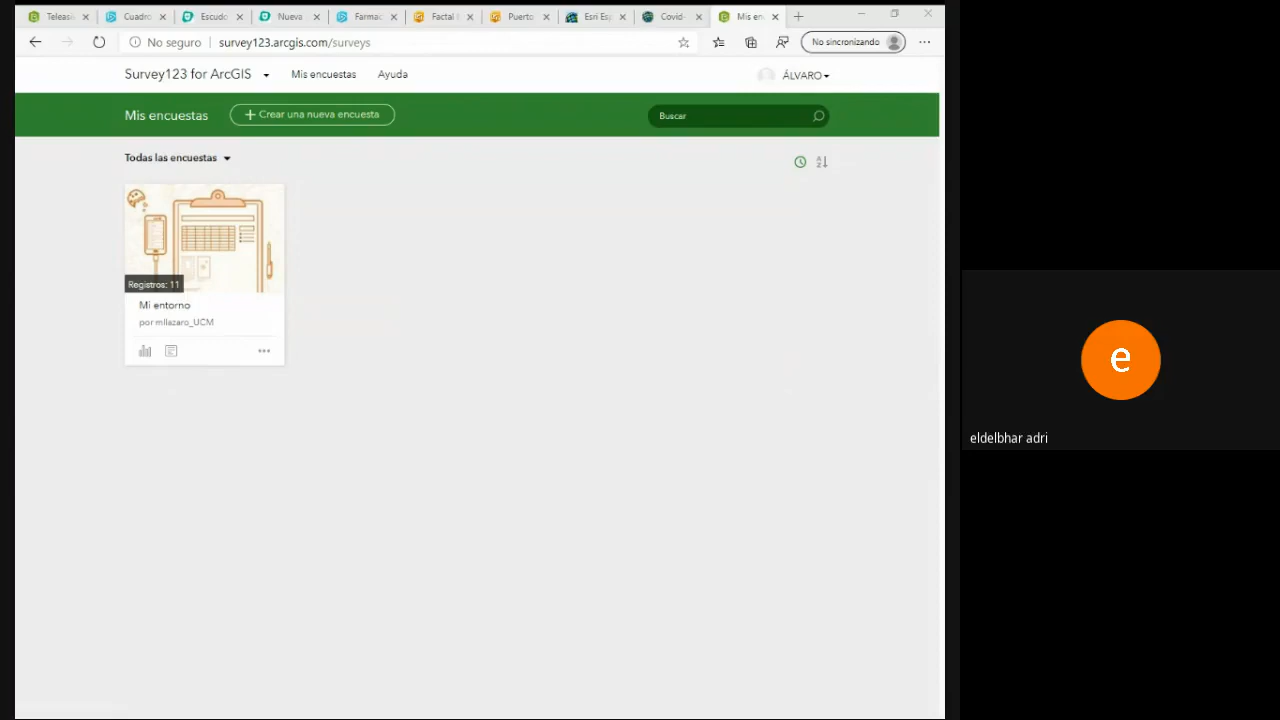 Teleasi
Cuadro
Escudo
Nueva
Farmac
Factal
Puerto
Esri Esp
Covid-
Mis en
No seguro
survey123.arcgis.com/surveys
No sincronizando
Survey123 for ArcGIS
Mis encuestas
Ayuda
ÁLVARO
Mis encuestas
+ Crear una nueva encuesta
Buscar
Todas las encuestas
Registros: 11
Mi entorno
por mllazaro_UCM
e
eldelbhar adri